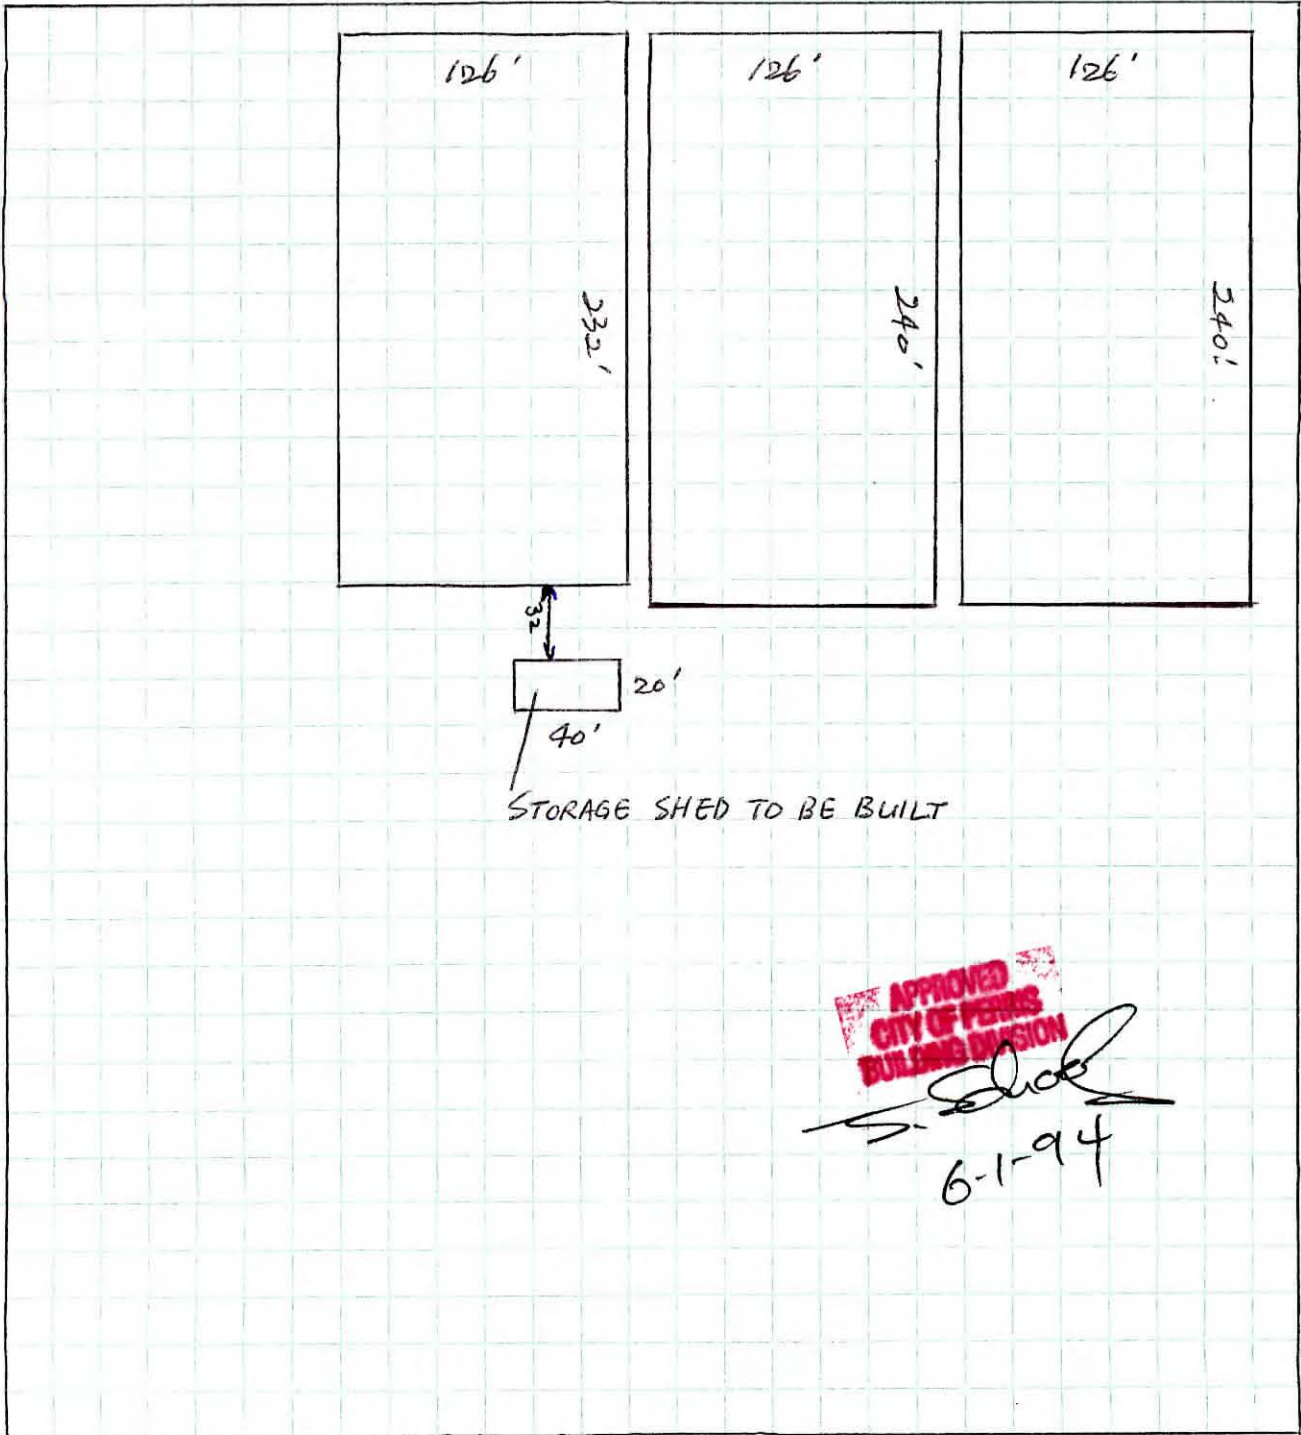 126'
126'
126'
232'
240'
240'
32
20'
40'
STORAGE SHED TO BE BUILT
APPROVED
CITY OF PERRIS
BUILDING DIVISION
6-1-94